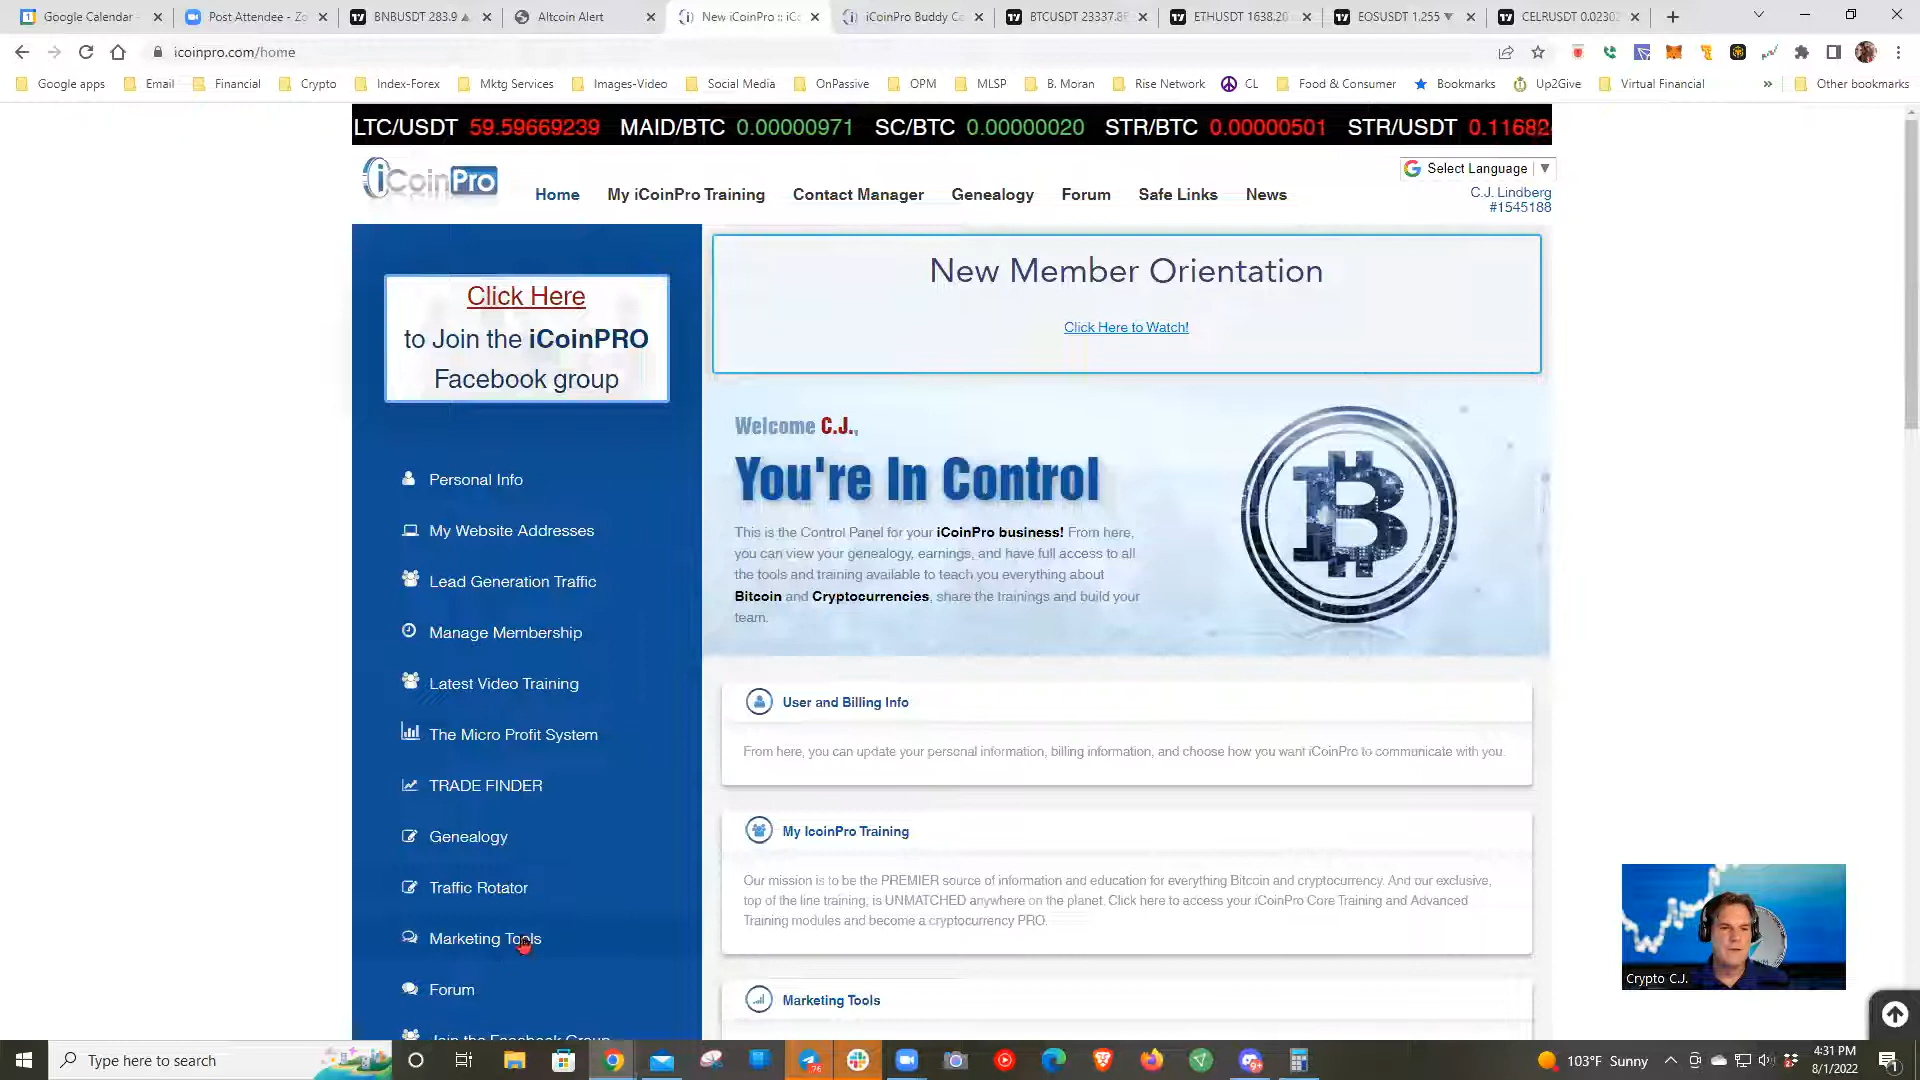 Google Calendar -
Post Attendee - Zo
BNBUSDT 283.9 ▲
Altcoin Alert
New iCoinPro :: iCo
iCoinPro Buddy Co
BTCUSDT 23337.8
ETHUSDT 1638.20
EOSUSDT 1.255 ▼
CELRUSDT 0.02302
icoinpro.com/home
Google apps
Email
Financial
Crypto
Index-Forex
Mktg Services
Images-Video
Social Media
OnPassive
OPM
MLSP
B. Moran
Rise Network
CL
Food & Consumer
Bookmarks
Up2Give
Virtual Financial
»
Other bookmarks
LTC/USDT 59.59669239 MAID/BTC 0.00000971 SC/BTC 0.00000020 STR/BTC 0.00000501 STR/USDT 0.11682
iCoinPro
Home
My iCoinPro Training
Contact Manager
Genealogy
Forum
Safe Links
News
Select Language ▼
C.J. Lindberg
#1545188
Click Here
to Join the iCoinPRO
Facebook group
Personal Info
My Website Addresses
Lead Generation Traffic
Manage Membership
Latest Video Training
The Micro Profit System
TRADE FINDER
Genealogy
Traffic Rotator
Marketing Tools
Forum
Join the Facebook Group
New Member Orientation
Click Here to Watch!
Welcome C.J.,
You're In Control
This is the Control Panel for your iCoinPro business! From here,
you can view your genealogy, earnings, and have full access to all
the tools and training available to teach you everything about
Bitcoin and Cryptocurrencies, share the trainings and build your
team.
User and Billing Info
From here, you can update your personal information, billing information, and choose how you want iCoinPro to communicate with you.
My IcoinPro Training
Our mission is to be the PREMIER source of information and education for everything Bitcoin and cryptocurrency. And our exclusive,
top of the line training, is UNMATCHED anywhere on the planet. Click here to access your iCoinPro Core Training and Advanced
Training modules and become a cryptocurrency PRO.
Marketing Tools
Crypto C.J.
Type here to search
76
103°F Sunny
4:31 PM
8/1/2022
1